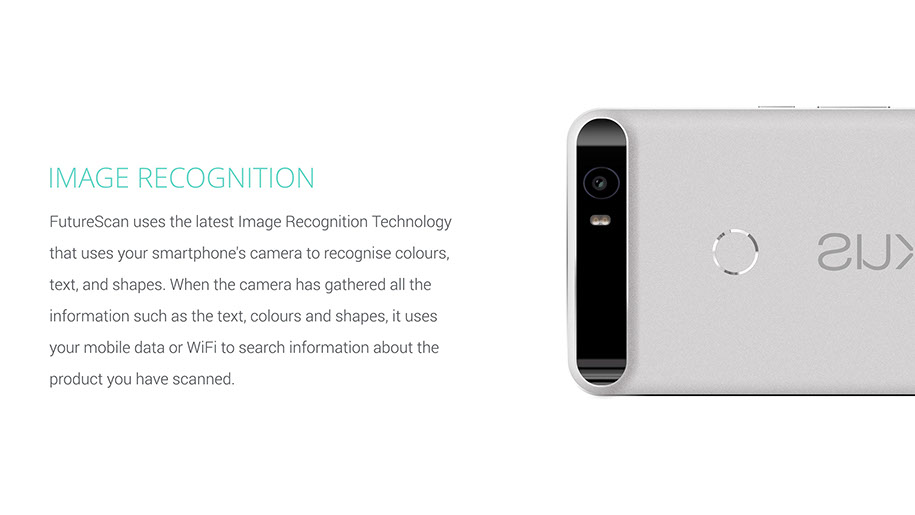 IMAGE RECOGNITION
FutureScan uses the latest Image Recognition Technology
that uses your smartphone's camera to recognise colours,
text, and shapes. When the camera has gathered all the
information such as the text, colours and shapes, it uses
your mobile data or WiFi to search information about the
product you have scanned.